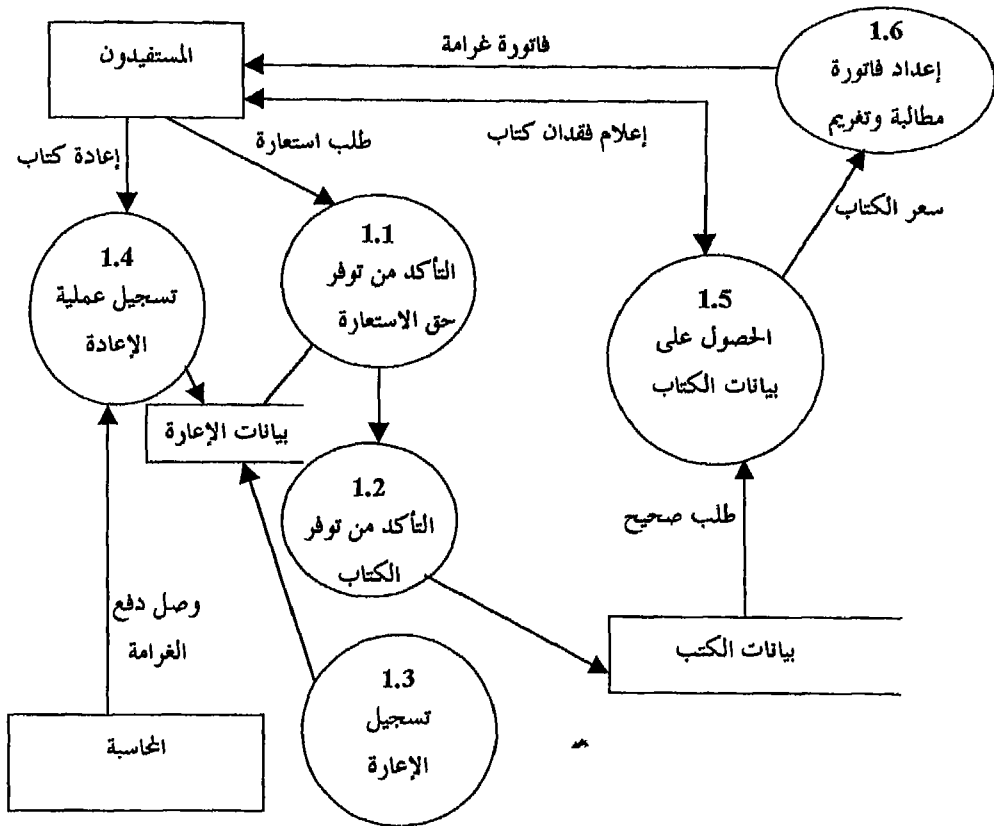 المستفيدون
فاتورة غرامة
1.6
إعداد فاتورة
مطالبة وتغريم
إعادة كتاب
طلب استعارة
إعلام فقدان كتاب
سعر الكتاب
1.4
تسجيل عملية
الإعادة
1.1
التأكد من توفر
حق الاستعارة
1.5
الحصول على
بيانات الكتاب
بيانات الإعارة
1.2
التأكد من توفر
الكتاب
طلب صحيح
وصل دفع
الغرامة
بيانات الكتب
1.3
تسجيل
الإعارة
المحاسبة